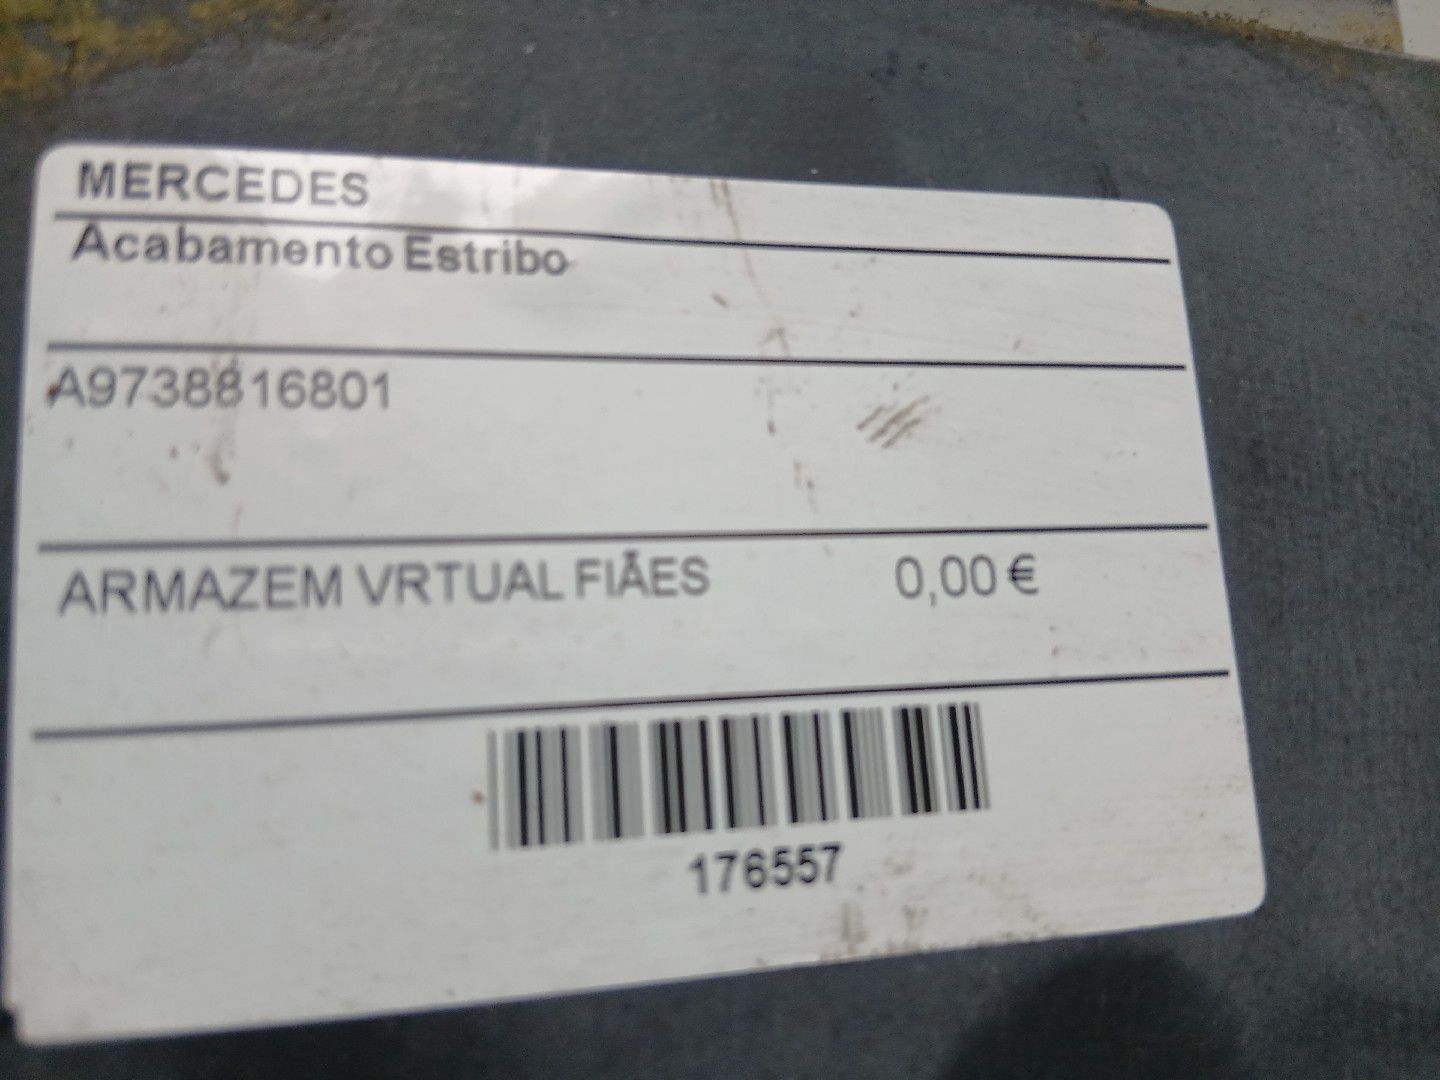 MERCEDES
Acabamento Estribo
A9738816801
ARMAZEM VRTUAL FIÃES 0,00 €
176557